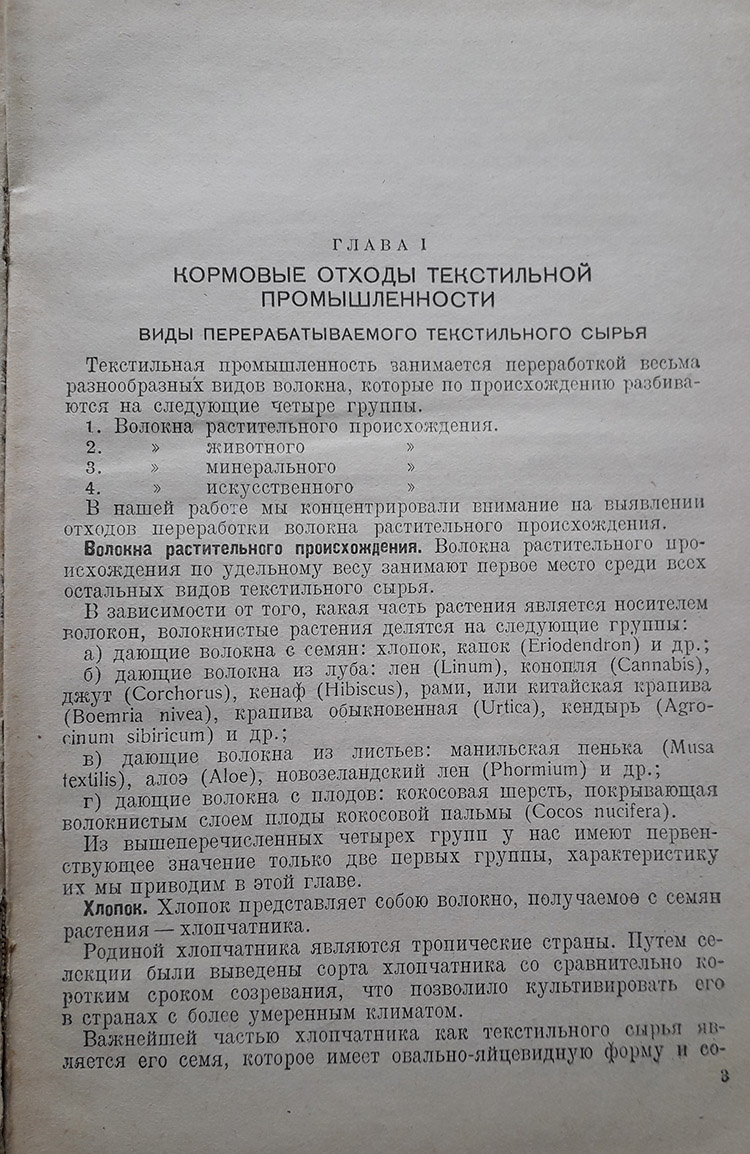 ГЛАВА I
КОРМОВЫЕ ОТХОДЫ ТЕКСТИЛЬНОЙ
ПРОМЫШЛЕННОСТИ
ВИДЫ ПЕРЕРАБАТЫВАЕМОГО ТЕКСТИЛЬНОГО СЫРЬЯ
Текстильная промышленность занимается переработкой весьма
разнообразных видов волокна, которые по происхождению разбива-
ются на следующие четыре группы.
1. Волокна растительного происхождения.
2. » животного »
3. » минерального »
4. » искусственного »
В нашей работе мы концентрировали внимание на выявлении
отходов переработки волокна растительного происхождения.
Волокна растительного происхождения. Волокна растительного про-
исхождения по удельному весу занимают первое место среди всех
остальных видов текстильного сырья.
В зависимости от того, какая часть растения является носителем
волокон, волокнистые растения делятся на следующие группы:
а) дающие волокна с семян: хлопок, капок (Eriodendron) и др.;
б) дающие волокна из луба: лен (Linum), конопля (Cannabis),
джут (Corchorus), кенаф (Hibiscus), рами, или китайская крапива
(Boemria nivea), крапива обыкновенная (Urtica), кендырь (Agro-
cinum sibiricum) и др.;
в) дающие волокна из листьев: манильская пенька (Musa
textilis), алоэ (Aloe), новозеландский лен (Phormium) и др.;
г) дающие волокна с плодов: кокосовая шерсть, покрывающая
волокнистым слоем плоды кокосовой пальмы (Cocos nucifera).
Из вышеперечисленных четырех групп у нас имеют первен-
ствующее значение только две первых группы, характеристику
их мы приводим в этой главе.
Хлопок. Хлопок представляет собою волокно, получаемое с семян
растения — хлопчатника.
Родиной хлопчатника являются тропические страны. Путем се-
лекции были выведены сорта хлопчатника со сравнительно ко-
ротким сроком созревания, что позволило культивировать его
в странах с более умеренным климатом.
Важнейшей частью хлопчатника как текстильного сырья яв-
ляется его семя, которое имеет овально-яйцевидную форму и со-
3